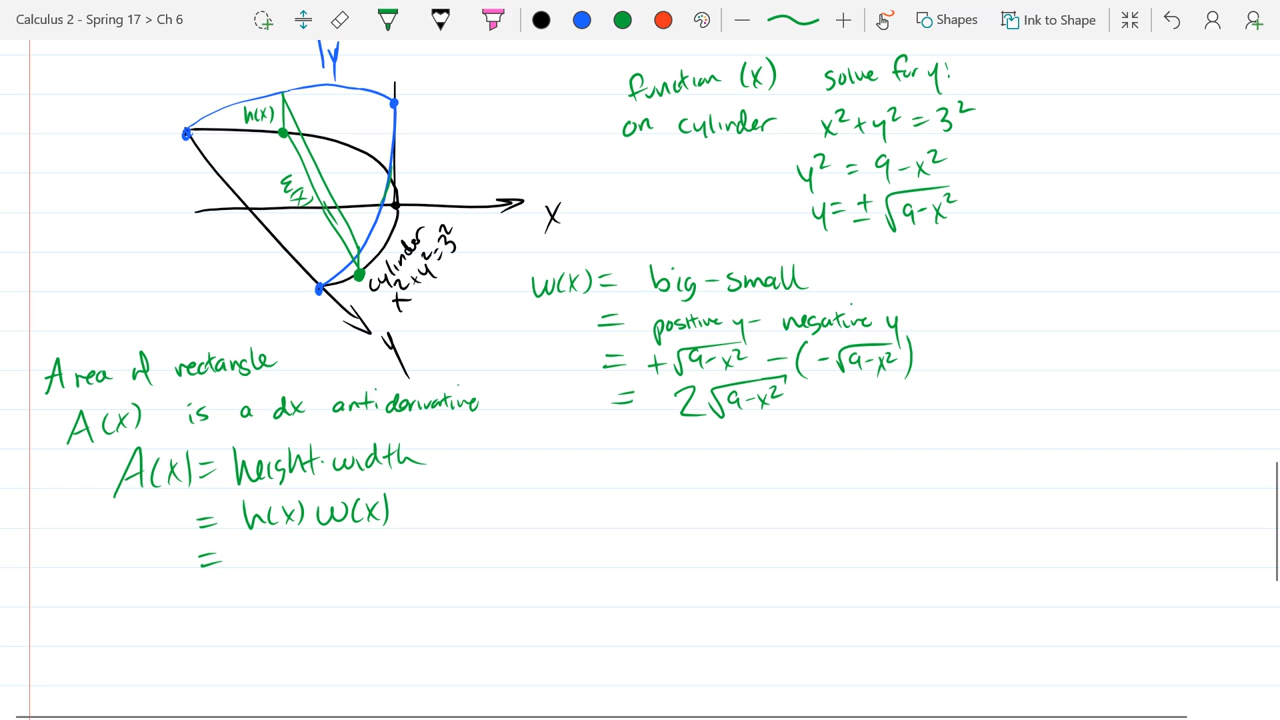 Calculus 2 - Spring 17 > Ch 6
Shapes
Ink to Shape
y
h(x)
w(x)
x
cylinder
x²+y²=3²
y
function (x) solve for y:
on cylinder x²+y²=3²
y² = 9-x²
y = ± √9-x²
w(x) = big - small
= positive y - negative y
= +√9-x² - (-√9-x²)
= 2√9-x²
Area of rectangle
A(x) is a dx antiderivative
A(x) = height · width
= h(x) w(x)
=